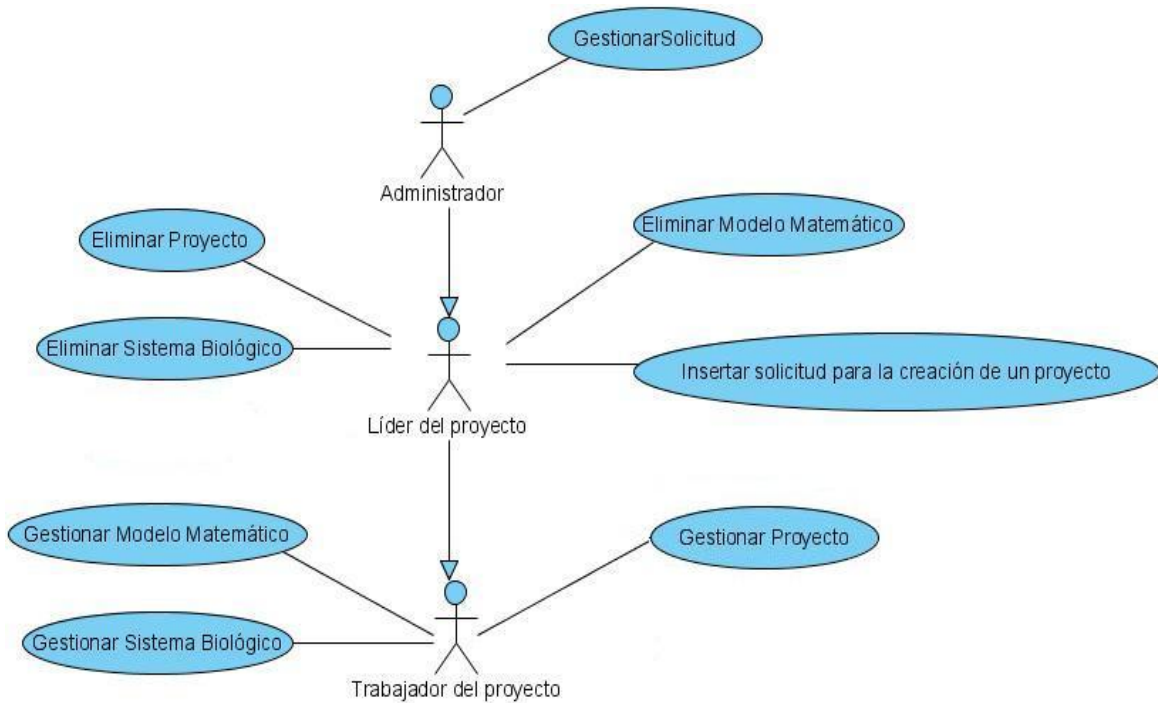 GestionarSolicitud
Administrador
Eliminar Proyecto
Eliminar Modelo Matemático
Eliminar Sistema Biológico
Insertar solicitud para la creación de un proyecto
Líder del proyecto
Gestionar Modelo Matemático
Gestionar Proyecto
Gestionar Sistema Biológico
Trabajador del proyecto